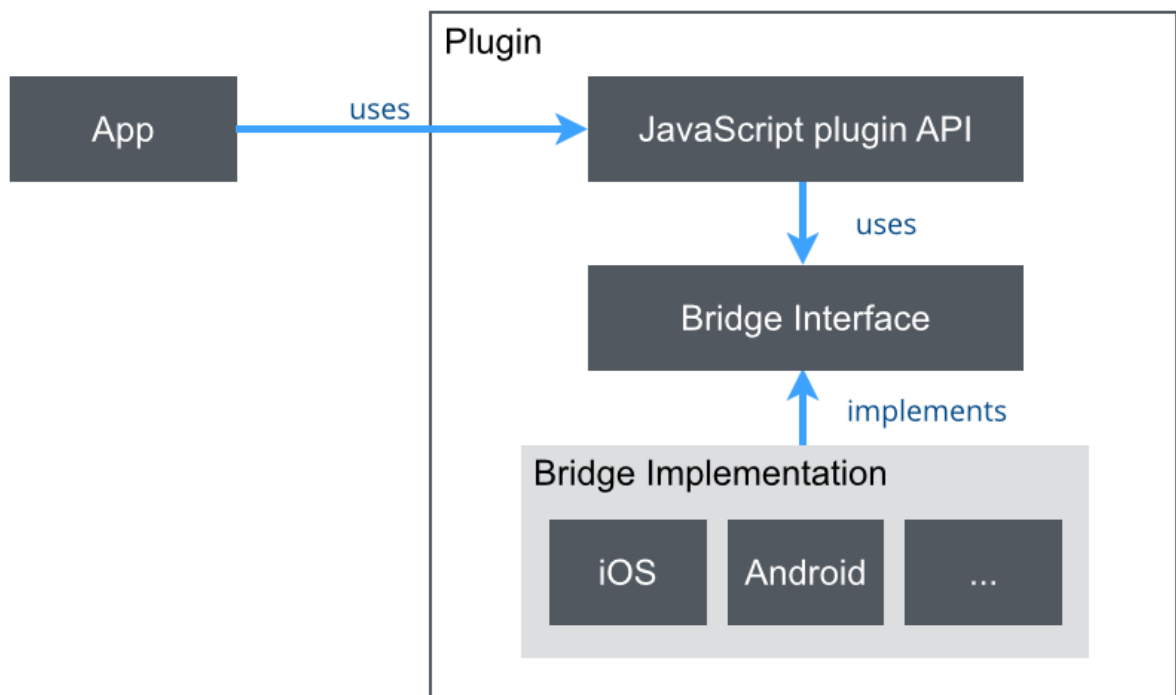 Plugin
App
uses
JavaScript plugin API
uses
Bridge Interface
implements
Bridge Implementation
iOS
Android
...